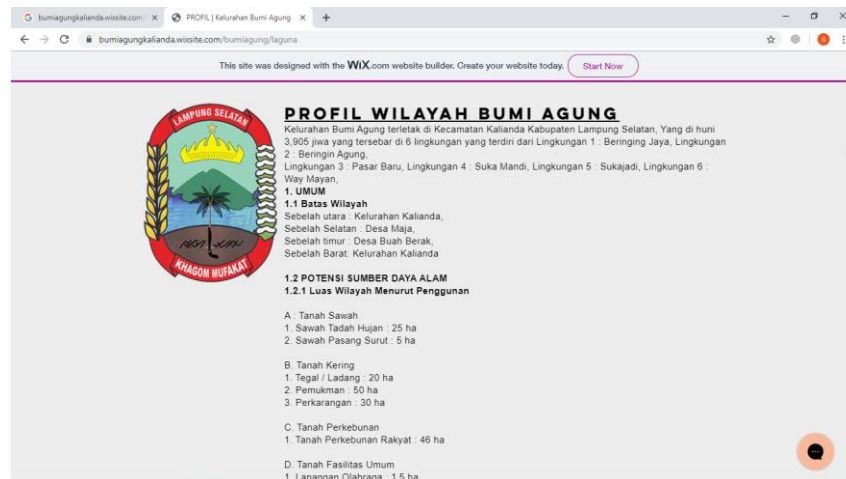 bumiagungkalianda.wixsite.com
PROFIL | Kelurahan Bumi Agung
bumiagungkalianda.wixsite.com/bumiagung/laguna
This site was designed with the WiX.com website builder. Create your website today.
Start Now
LAMPUNG SELATAN
KHAGOM MUFAKAT
PROFIL WILAYAH BUMI AGUNG
Kelurahan Bumi Agung terletak di Kecamatan Kalianda Kabupaten Lampung Selatan, Yang di huni
3,905 jiwa yang tersebar di 6 lingkungan yang terdiri dari Lingkungan 1 : Beringing Jaya, Lingkungan
2 : Beringin Agung,
Lingkungan 3 : Pasar Baru, Lingkungan 4 : Suka Mandi, Lingkungan 5 : Sukajadi, Lingkungan 6 :
Way Mayan,
1. UMUM
1.1 Batas Wilayah
Sebelah utara : Kelurahan Kalianda,
Sebelah Selatan : Desa Maja,
Sebelah timur : Desa Buah Berak,
Sebelah Barat: Kelurahan Kalianda
1.2 POTENSI SUMBER DAYA ALAM
1.2.1 Luas Wilayah Menurut Penggunan
A : Tanah Sawah
1. Sawah Tadah Hujan : 25 ha
2. Sawah Pasang Surut : 5 ha
B. Tanah Kering
1. Tegal / Ladang : 20 ha
2. Pemukman : 50 ha
3. Perkarangan : 30 ha
C. Tanah Perkebunan
1. Tanah Perkebunan Rakyat : 46 ha
D. Tanah Fasilitas Umum
1. Lapangan Olahraga : 1,5 ha